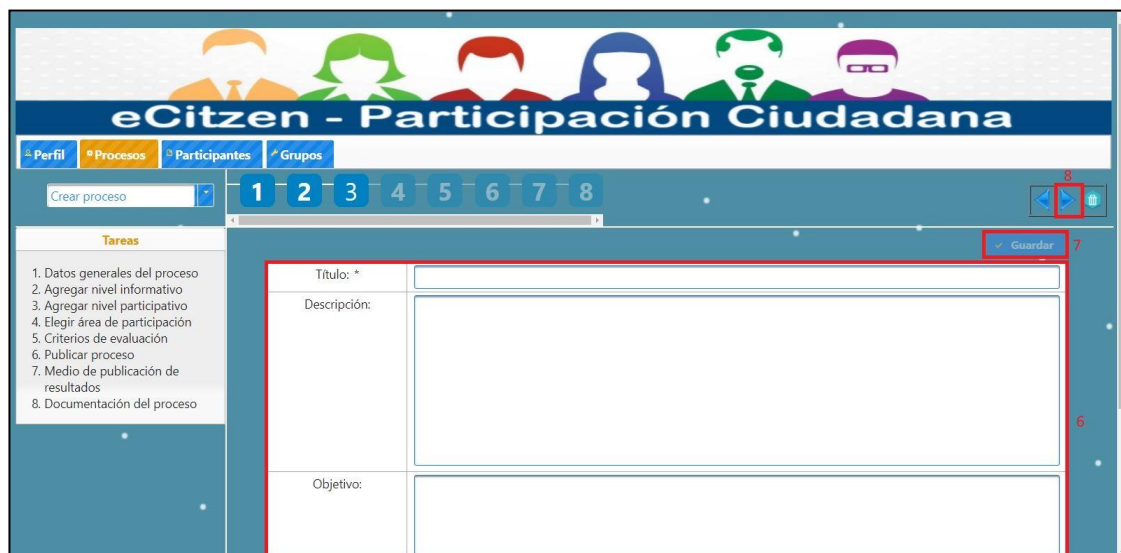 eCitzen - Participación Ciudadana
Perfil Procesos Participantes Grupos
Crear proceso
1 2 3 4 5 6 7 8
8
Tareas
Guardar
7
1. Datos generales del proceso
2. Agregar nivel informativo
3. Agregar nivel participativo
4. Elegir área de participación
5. Criterios de evaluación
6. Publicar proceso
7. Medio de publicación de
resultados
8. Documentación del proceso
Título: *
Descripción:
6
Objetivo: